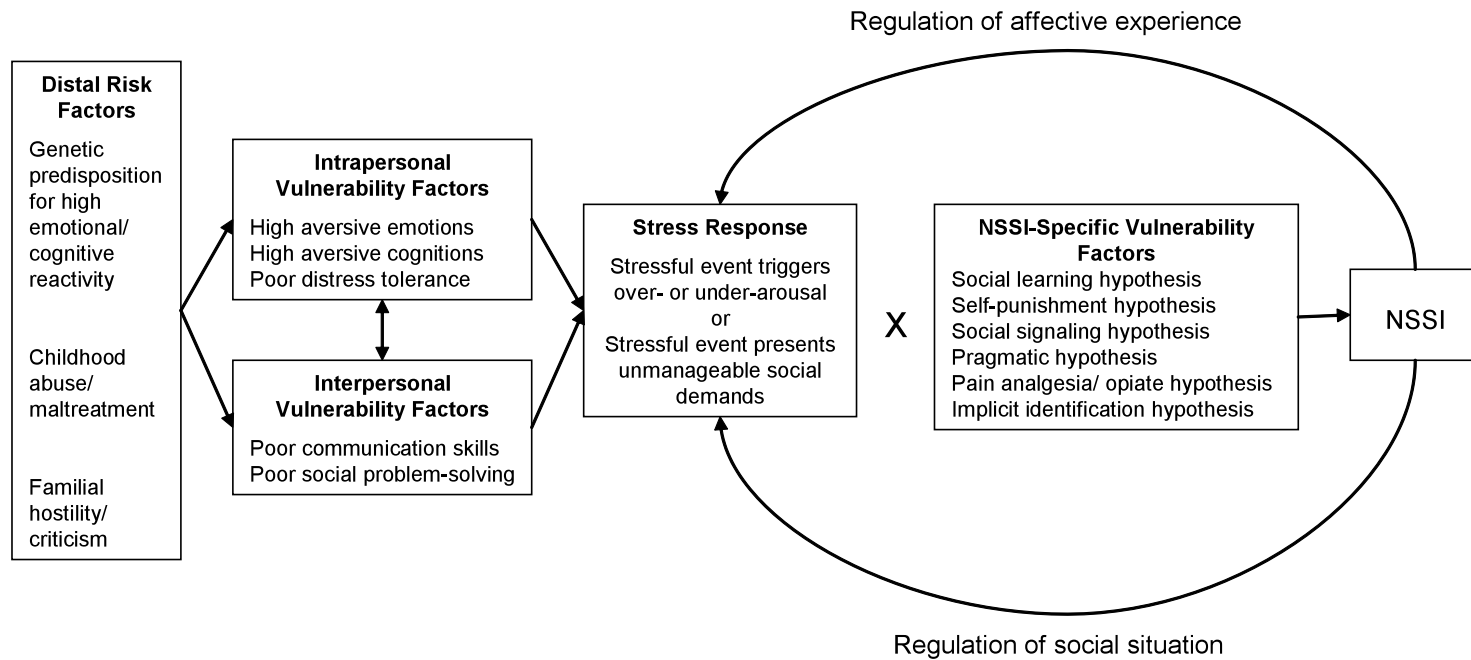 Regulation of affective experience
Distal Risk
Factors
Genetic
predisposition
for high
emotional/
cognitive
reactivity
Childhood
abuse/
maltreatment
Familial
hostility/
criticism
Intrapersonal
Vulnerability Factors
High aversive emotions
High aversive cognitions
Poor distress tolerance
Interpersonal
Vulnerability Factors
Poor communication skills
Poor social problem-solving
Stress Response
Stressful event triggers
over- or under-arousal
or
Stressful event presents
unmanageable social
demands
X
NSSI-Specific Vulnerability
Factors
Social learning hypothesis
Self-punishment hypothesis
Social signaling hypothesis
Pragmatic hypothesis
Pain analgesia/ opiate hypothesis
Implicit identification hypothesis
NSSI
Regulation of social situation